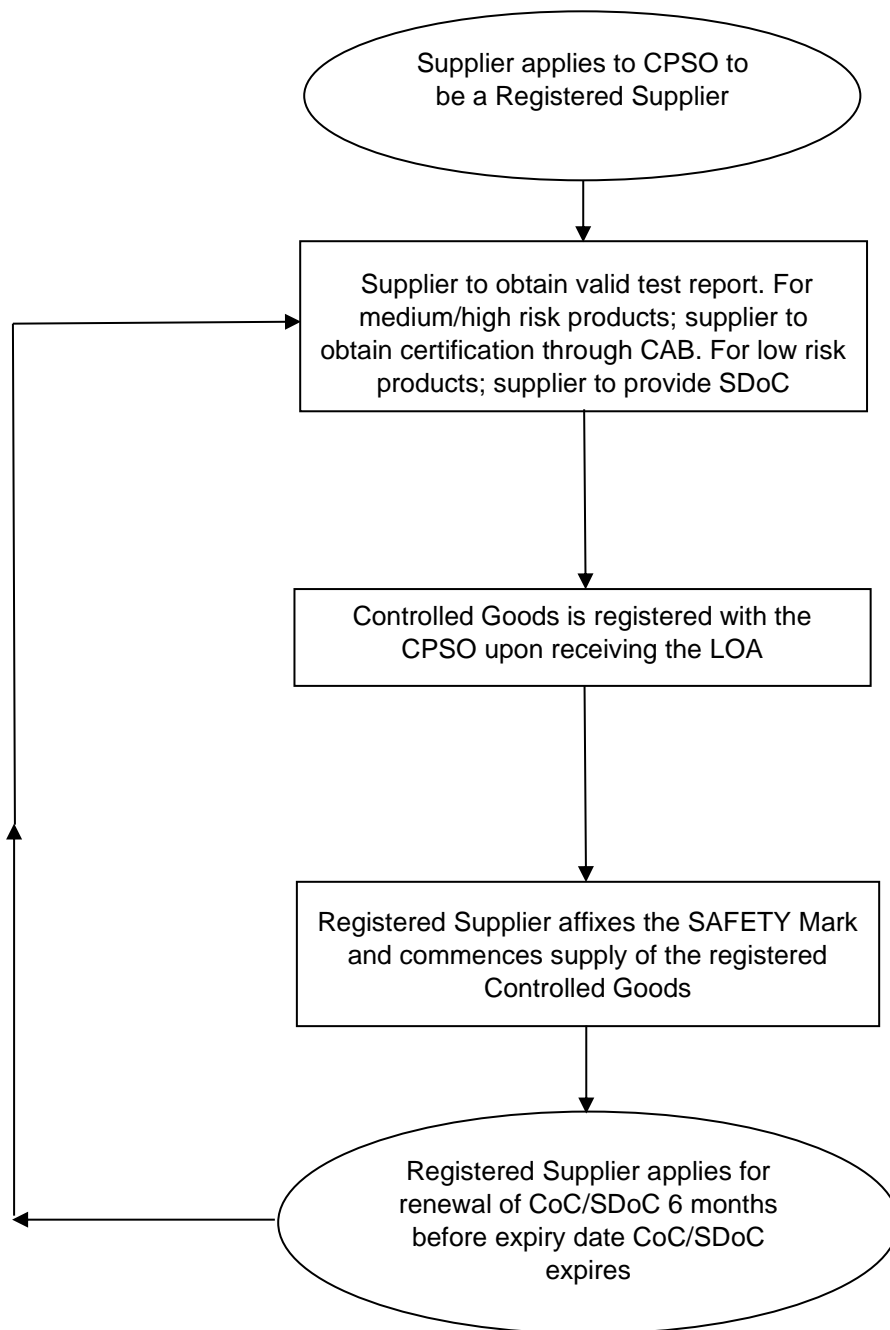 Supplier applies to CPSO to
be a Registered Supplier
Supplier to obtain valid test report. For
medium/high risk products; supplier to
obtain certification through CAB. For low risk
products; supplier to provide SDoC
Controlled Goods is registered with the
CPSO upon receiving the LOA
Registered Supplier affixes the SAFETY Mark
and commences supply of the registered
Controlled Goods
Registered Supplier applies for
renewal of CoC/SDoC 6 months
before expiry date CoC/SDoC
expires